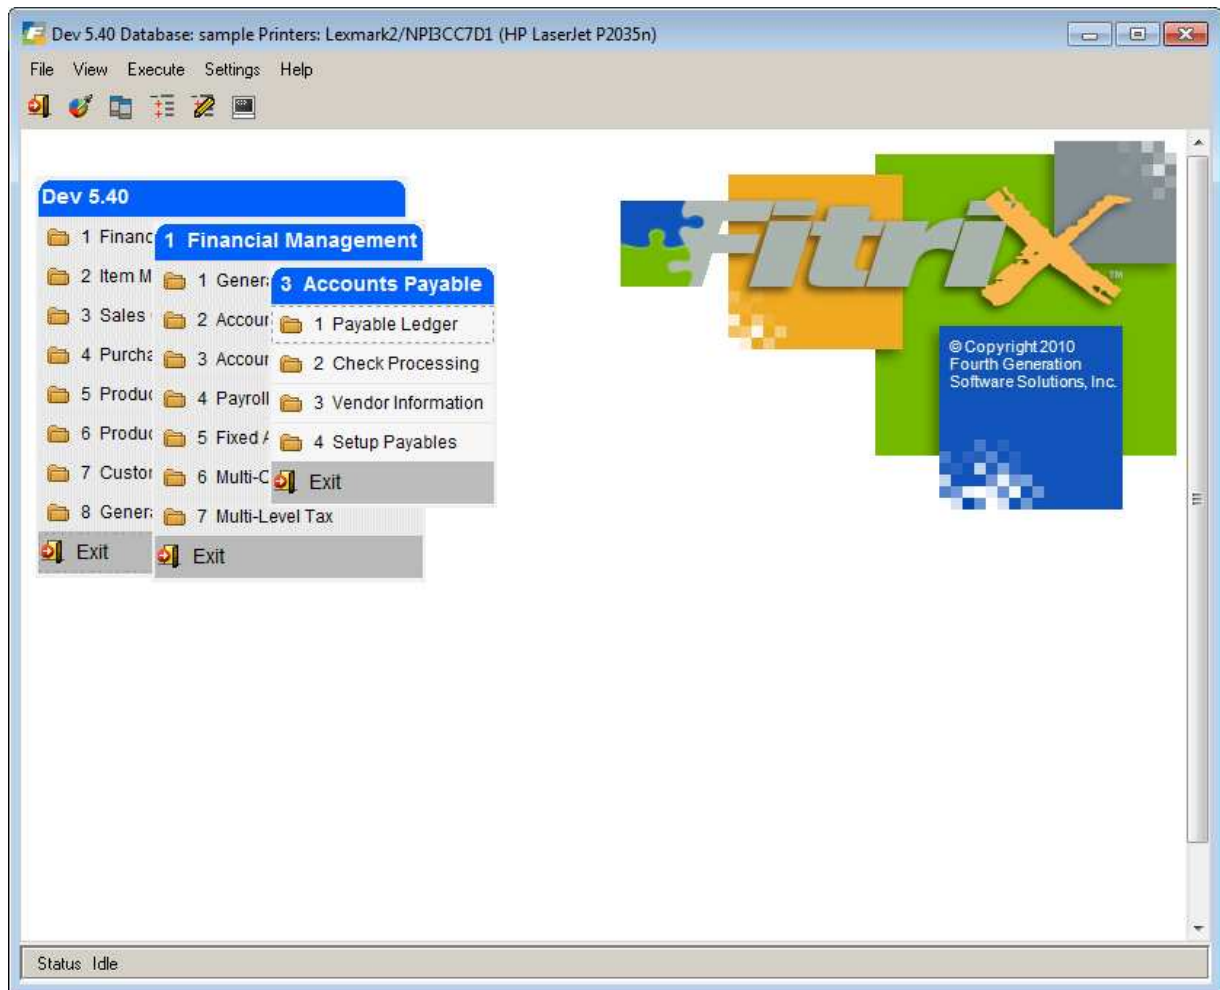 Dev 5.40 Database: sample Printers: Lexmark2/NPI3CC7D1 (HP LaserJet P2035n)
File View Execute Settings Help
Dev 5.40
1 Financ
2 Item M
3 Sales
4 Purcha
5 Produc
6 Produc
7 Custor
8 Genera
Exit
1 Financial Management
1 Genera
2 Accour
3 Accour
4 Payroll
5 Fixed A
6 Multi-C
7 Multi-Level Tax
Exit
3 Accounts Payable
1 Payable Ledger
2 Check Processing
3 Vendor Information
4 Setup Payables
Exit
FitriX
TM
© Copyright 2010
Fourth Generation
Software Solutions, Inc.
Status Idle